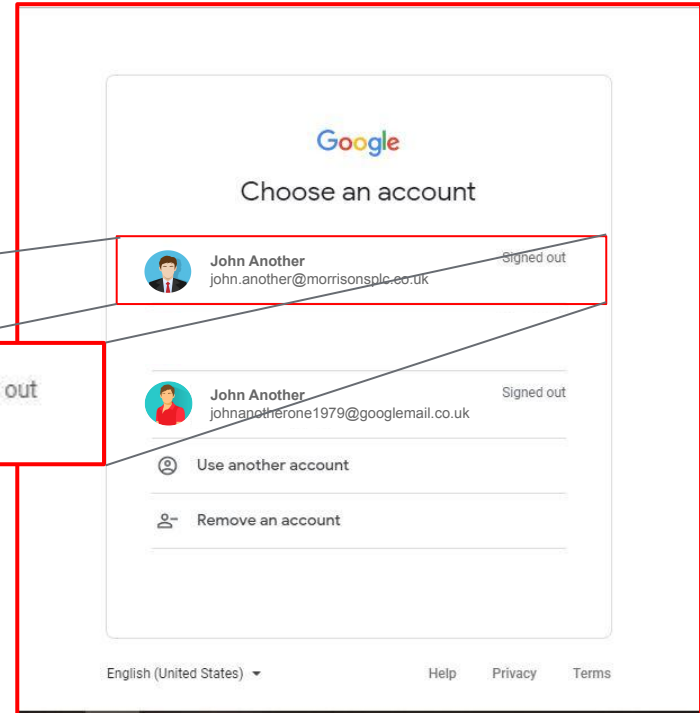 Google
Choose an account
John Another
Signed out
john.another@morrisonsplc.co.uk
out
John Another
Signed out
johnanotherone1979@googlemail.co.uk
Use another account
Remove an account
English (United States)
Help Privacy Terms